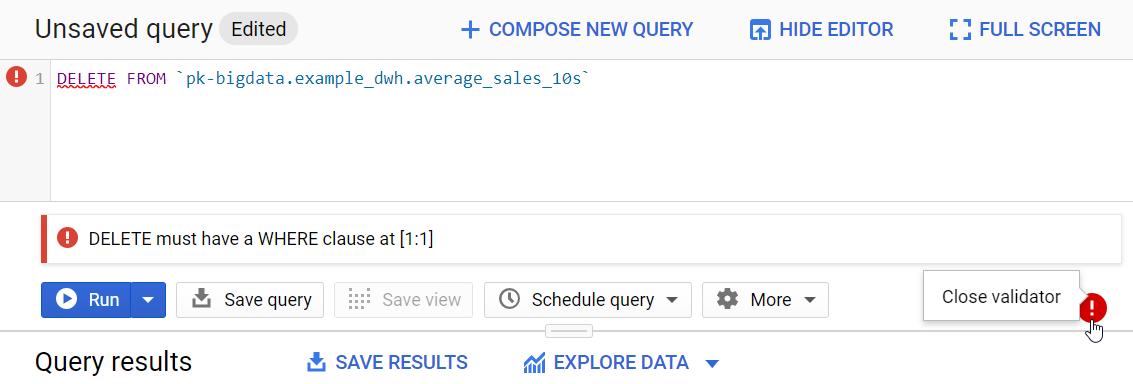 Unsaved query Edited COMPOSE NEW QUERY HIDE EDITOR FULL SCREEN
1 DELETE FROM `pk-bigdata.example_dwh.average_sales_10s`
DELETE must have a WHERE clause at [1:1]
Run Save query Save view Schedule query More Close validator
Query results SAVE RESULTS EXPLORE DATA